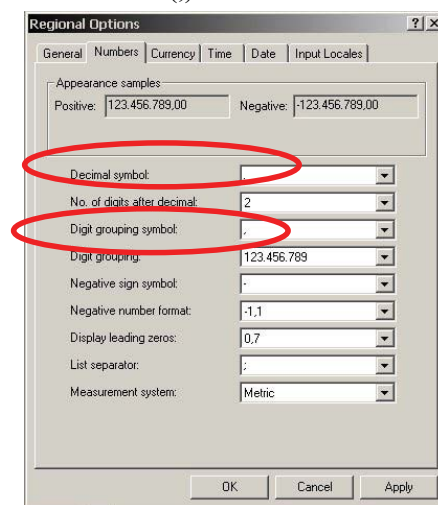 (,)
Regional Options
? ×
General Numbers Currency Time Date Input Locales
Appearance samples
Positive: 123.456.789,00 Negative: -123.456.789,00
Decimal symbol: .
No. of digits after decimal: 2
Digit grouping symbol: ,
Digit grouping: 123.456.789
Negative sign symbol: -
Negative number format: -1,1
Display leading zeros: 0,7
List separator: ;
Measurement system: Metric
OK Cancel Apply